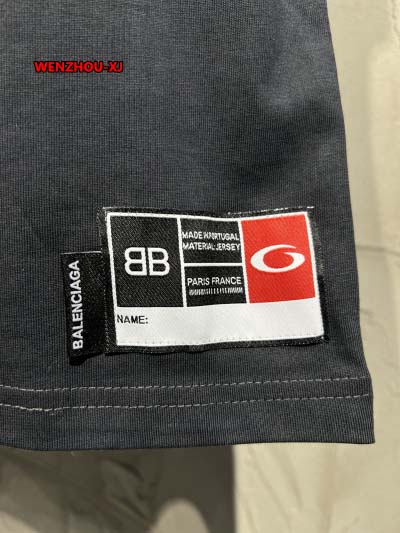 WENZHOU-XJ
BALENCIAGA
BB
MADE IN PORTUGAL
MATERIAL: JERSEY
PARIS FRANCE
NAME: